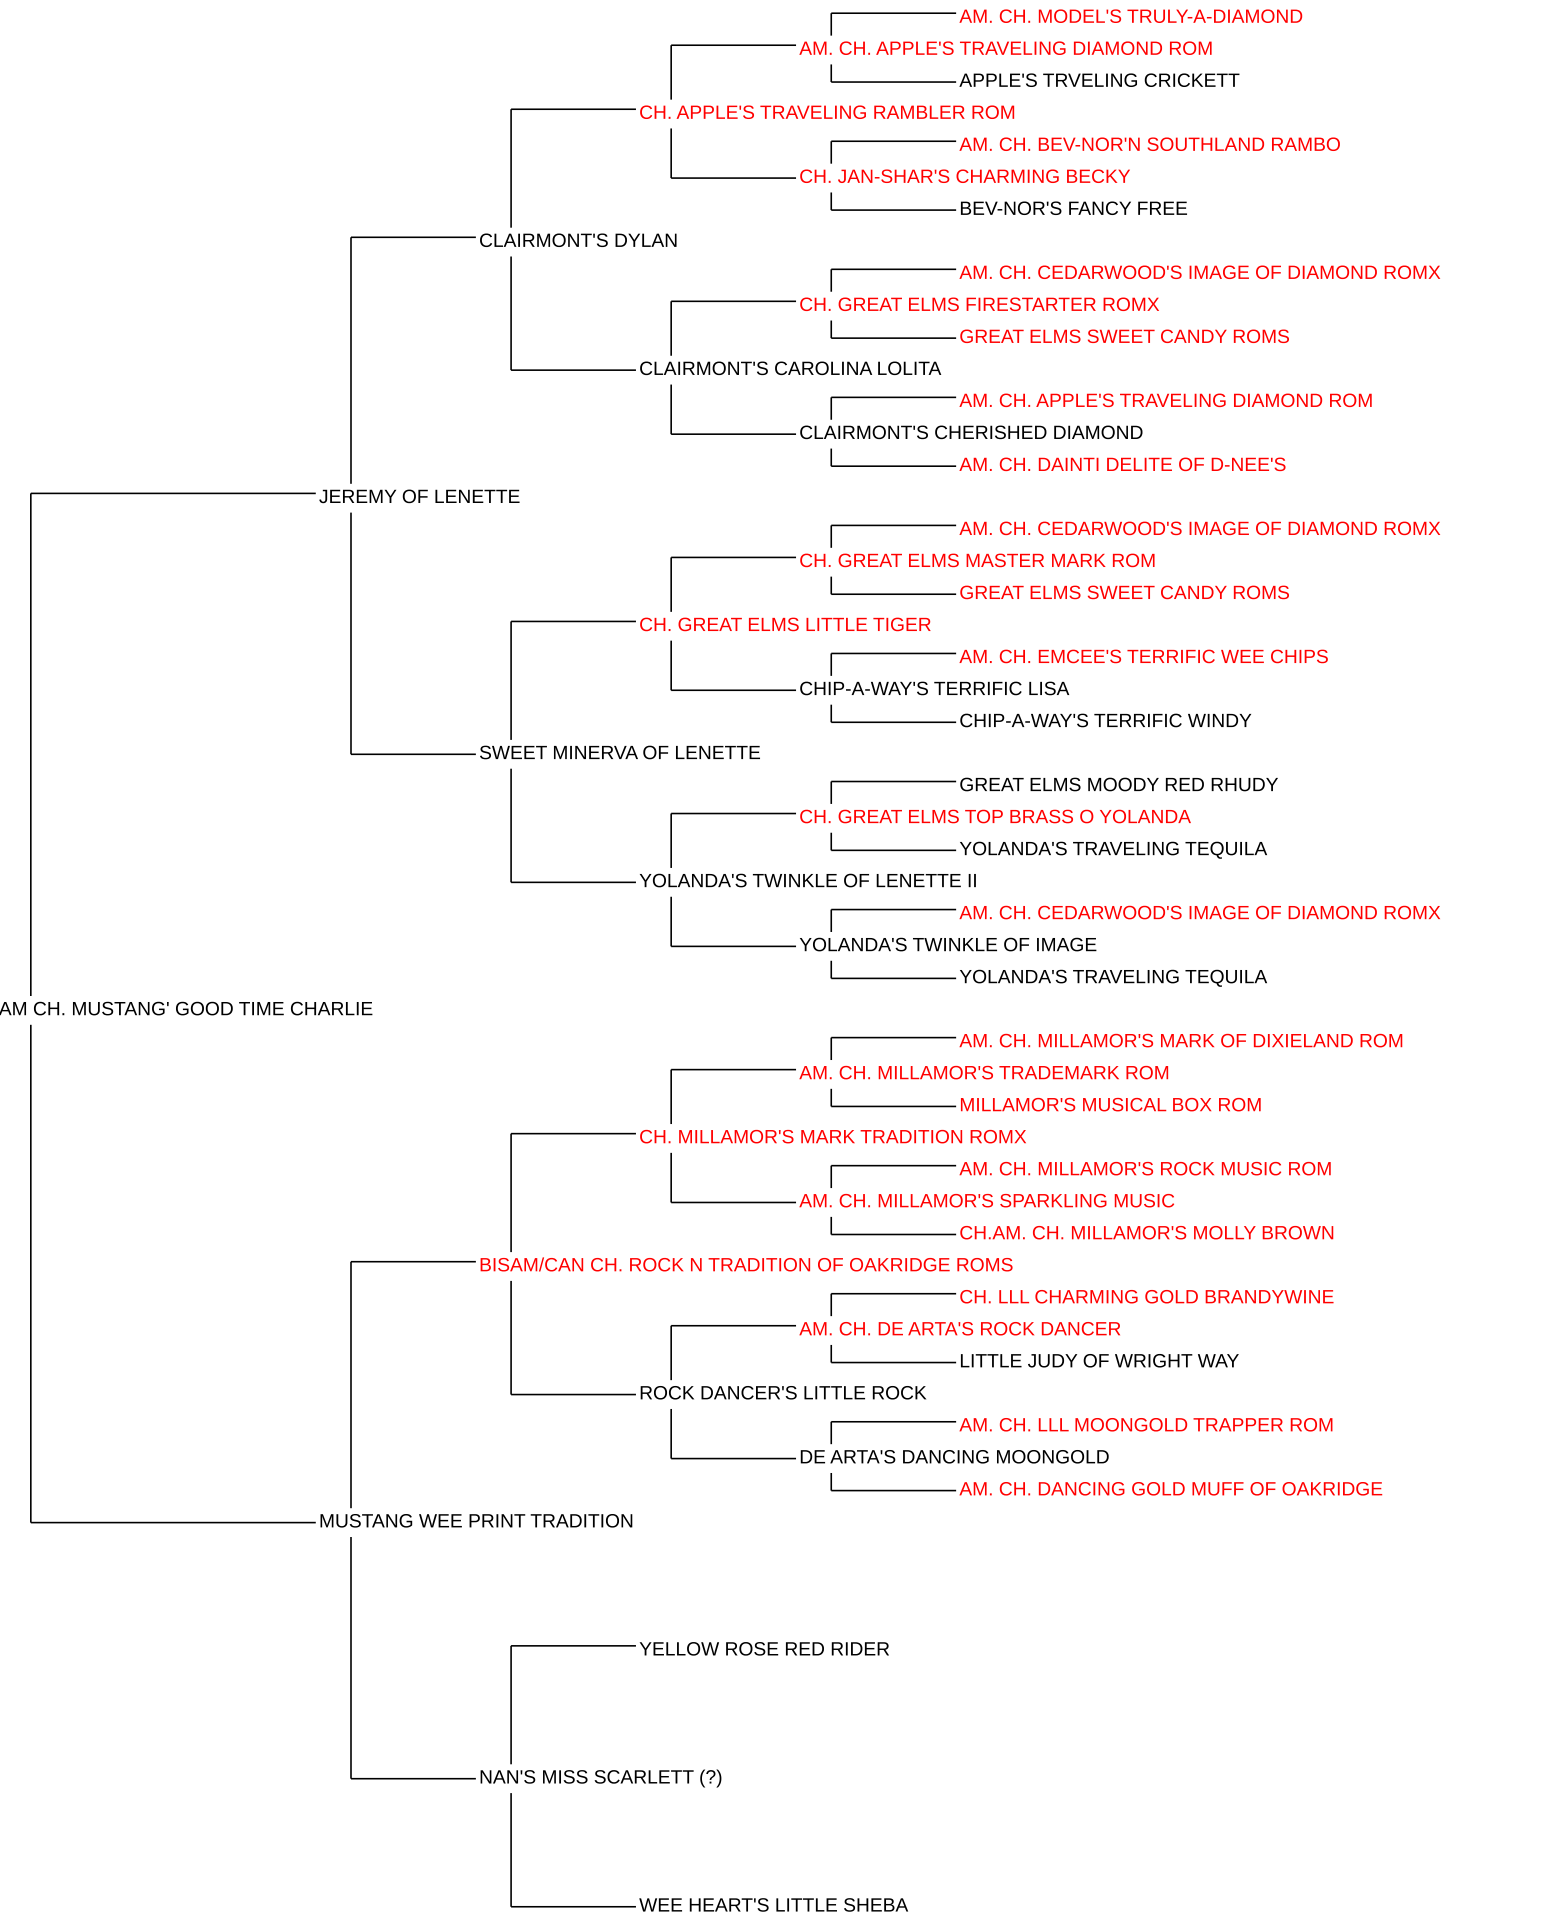 AM. CH. MODEL'S TRULY-A-DIAMOND
AM. CH. APPLE'S TRAVELING DIAMOND ROM
APPLE'S TRVELING CRICKETT
CH. APPLE'S TRAVELING RAMBLER ROM
AM. CH. BEV-NOR'N SOUTHLAND RAMBO
CH. JAN-SHAR'S CHARMING BECKY
BEV-NOR'S FANCY FREE
CLAIRMONT'S DYLAN
AM. CH. CEDARWOOD'S IMAGE OF DIAMOND ROMX
CH. GREAT ELMS FIRESTARTER ROMX
GREAT ELMS SWEET CANDY ROMS
CLAIRMONT'S CAROLINA LOLITA
AM. CH. APPLE'S TRAVELING DIAMOND ROM
CLAIRMONT'S CHERISHED DIAMOND
AM. CH. DAINTI DELITE OF D-NEE'S
JEREMY OF LENETTE
AM. CH. CEDARWOOD'S IMAGE OF DIAMOND ROMX
CH. GREAT ELMS MASTER MARK ROM
GREAT ELMS SWEET CANDY ROMS
CH. GREAT ELMS LITTLE TIGER
AM. CH. EMCEE'S TERRIFIC WEE CHIPS
CHIP-A-WAY'S TERRIFIC LISA
CHIP-A-WAY'S TERRIFIC WINDY
SWEET MINERVA OF LENETTE
GREAT ELMS MOODY RED RHUDY
CH. GREAT ELMS TOP BRASS O YOLANDA
YOLANDA'S TRAVELING TEQUILA
YOLANDA'S TWINKLE OF LENETTE II
AM. CH. CEDARWOOD'S IMAGE OF DIAMOND ROMX
YOLANDA'S TWINKLE OF IMAGE
YOLANDA'S TRAVELING TEQUILA
AM CH. MUSTANG' GOOD TIME CHARLIE
AM. CH. MILLAMOR'S MARK OF DIXIELAND ROM
AM. CH. MILLAMOR'S TRADEMARK ROM
MILLAMOR'S MUSICAL BOX ROM
CH. MILLAMOR'S MARK TRADITION ROMX
AM. CH. MILLAMOR'S ROCK MUSIC ROM
AM. CH. MILLAMOR'S SPARKLING MUSIC
CH.AM. CH. MILLAMOR'S MOLLY BROWN
BISAM/CAN CH. ROCK N TRADITION OF OAKRIDGE ROMS
CH. LLL CHARMING GOLD BRANDYWINE
AM. CH. DE ARTA'S ROCK DANCER
LITTLE JUDY OF WRIGHT WAY
ROCK DANCER'S LITTLE ROCK
AM. CH. LLL MOONGOLD TRAPPER ROM
DE ARTA'S DANCING MOONGOLD
AM. CH. DANCING GOLD MUFF OF OAKRIDGE
MUSTANG WEE PRINT TRADITION
YELLOW ROSE RED RIDER
NAN'S MISS SCARLETT (?)
WEE HEART'S LITTLE SHEBA